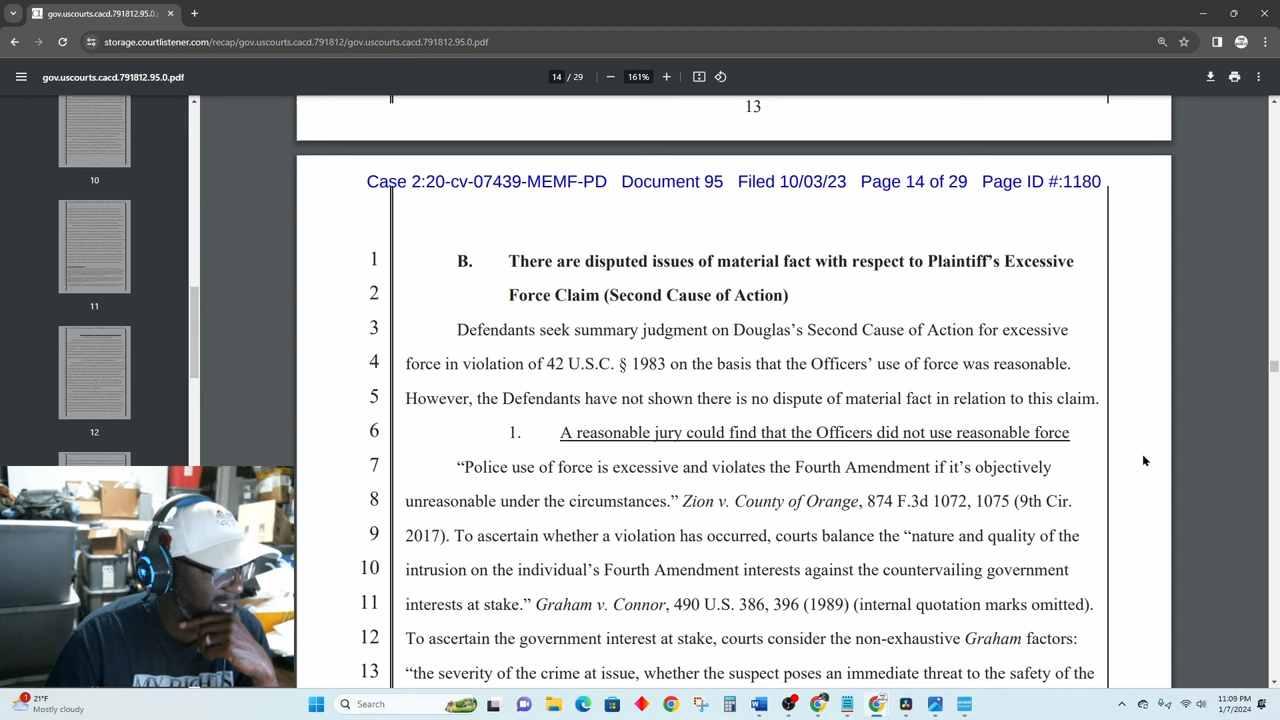 gov.uscourts.cacd.791812.95.0.p
storage.courtlistener.com/recap/gov.uscourts.cacd.791812/gov.uscourts.cacd.791812.95.0.pdf
gov.uscourts.cacd.791812.95.0.pdf
14 / 29
161%
10
11
12
13
Case 2:20-cv-07439-MEMF-PD Document 95 Filed 10/03/23 Page 14 of 29 Page ID #:1180
1 B. There are disputed issues of material fact with respect to Plaintiff’s Excessive
2 Force Claim (Second Cause of Action)
3 Defendants seek summary judgment on Douglas’s Second Cause of Action for excessive
4 force in violation of 42 U.S.C. § 1983 on the basis that the Officers’ use of force was reasonable.
5 However, the Defendants have not shown there is no dispute of material fact in relation to this claim.
6 1. A reasonable jury could find that the Officers did not use reasonable force
7 “Police use of force is excessive and violates the Fourth Amendment if it’s objectively
8 unreasonable under the circumstances.” Zion v. County of Orange, 874 F.3d 1072, 1075 (9th Cir.
9 2017). To ascertain whether a violation has occurred, courts balance the “nature and quality of the
10 intrusion on the individual’s Fourth Amendment interests against the countervailing government
11 interests at stake.” Graham v. Connor, 490 U.S. 386, 396 (1989) (internal quotation marks omitted).
12 To ascertain the government interest at stake, courts consider the non-exhaustive Graham factors:
13 “the severity of the crime at issue, whether the suspect poses an immediate threat to the safety of the
21°F
Mostly cloudy
Search
11:09 PM
1/7/2024